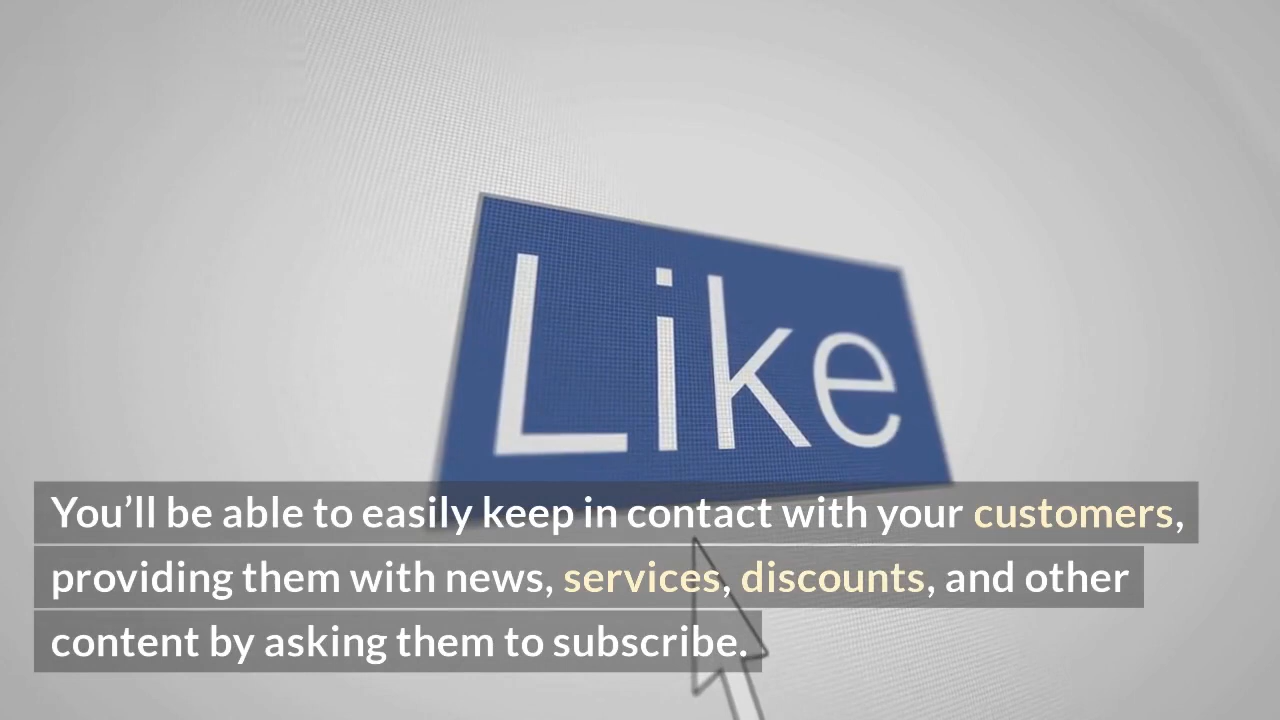 Like
You’ll be able to easily keep in contact with your customers,
providing them with news, services, discounts, and other
content by asking them to subscribe.